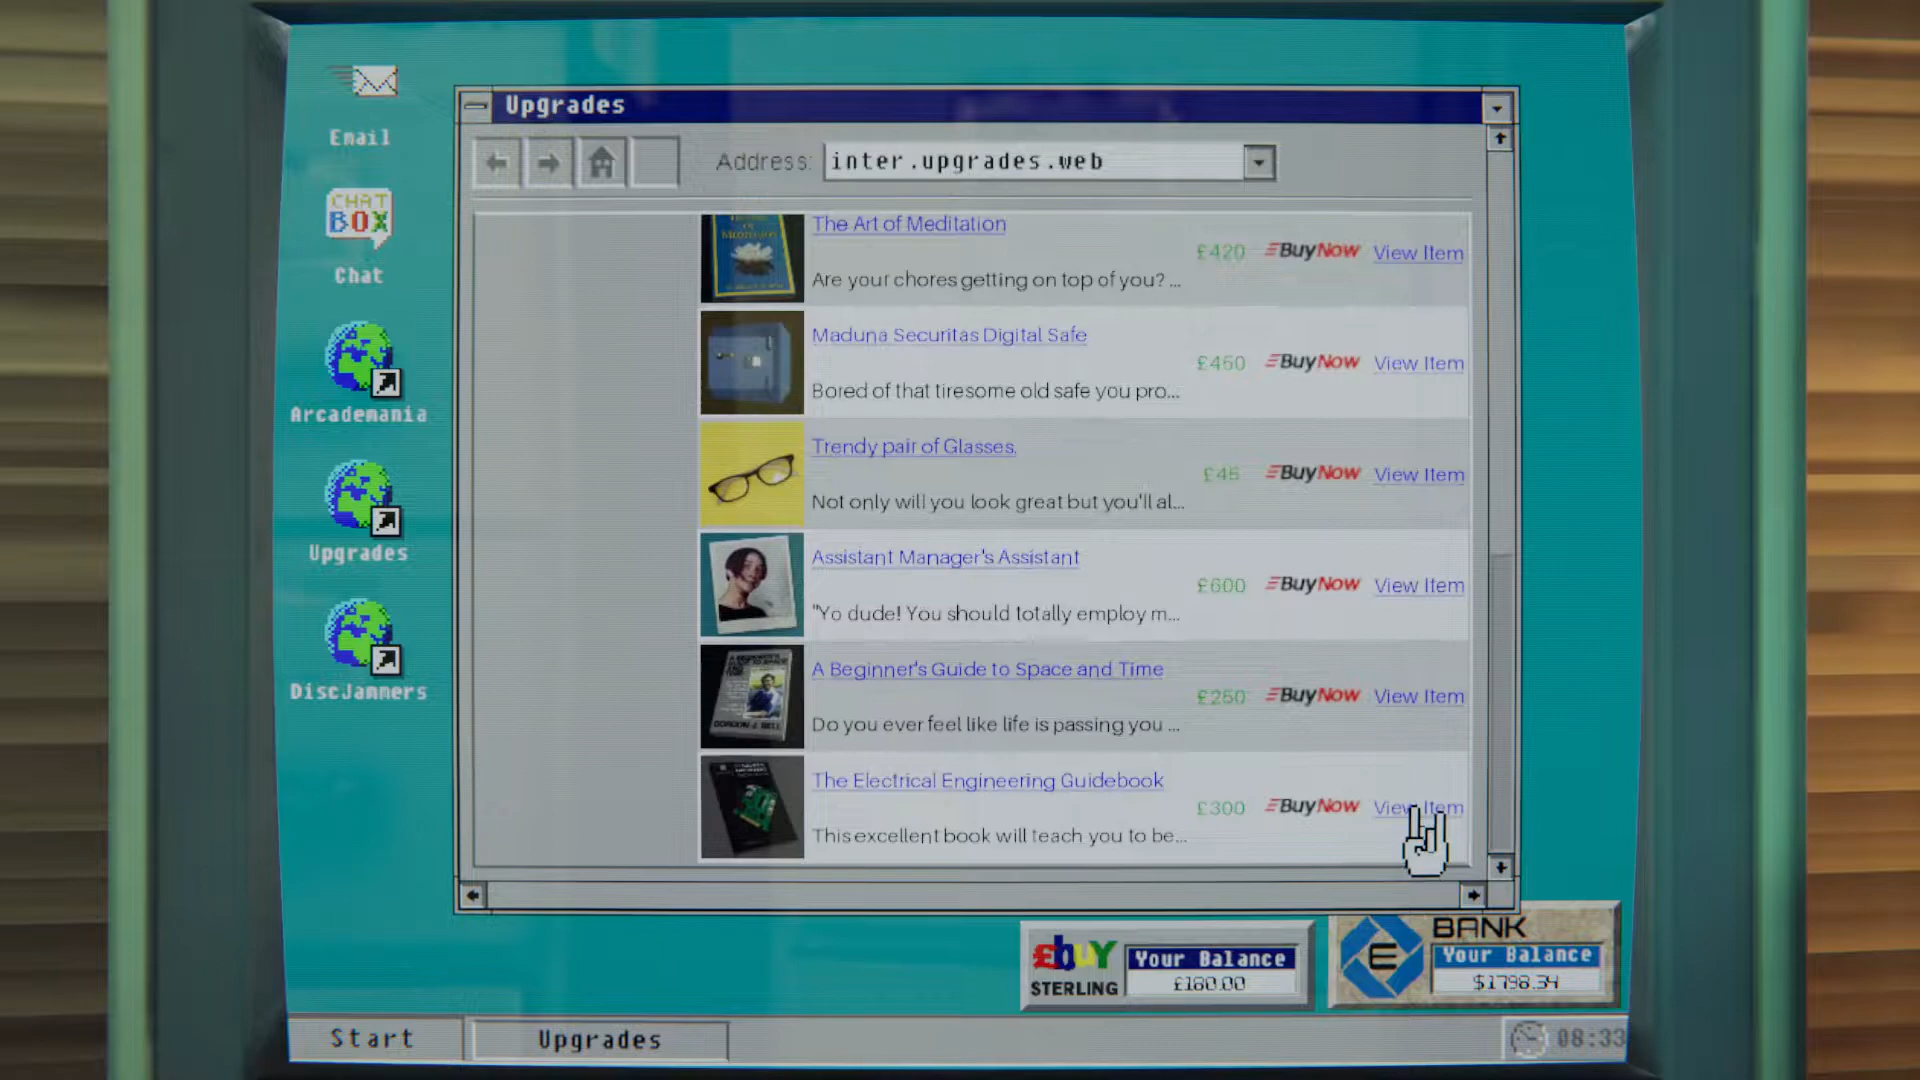 Email
CHAT
BOX
Chat
Arcademania
Upgrades
DiscJammers
Upgrades
Address: inter.upgrades.web
The Art of Meditation
£420 BuyNow View Item
Are your chores getting on top of you? ...
Maduna Securitas Digital Safe
£450 BuyNow View Item
Bored of that tiresome old safe you pro...
Trendy pair of Glasses.
£45 BuyNow View Item
Not only will you look great but you'll al...
Assistant Manager's Assistant
£600 BuyNow View Item
"Yo dude! You should totally employ m...
A Beginner's Guide to Space and Time
£250 BuyNow View Item
Do you ever feel like life is passing you ...
The Electrical Engineering Guidebook
£300 BuyNow View Item
This excellent book will teach you to be...
£buY
STERLING
Your Balance
£180.00
E
BANK
Your Balance
$1798.34
Start
Upgrades
08:33